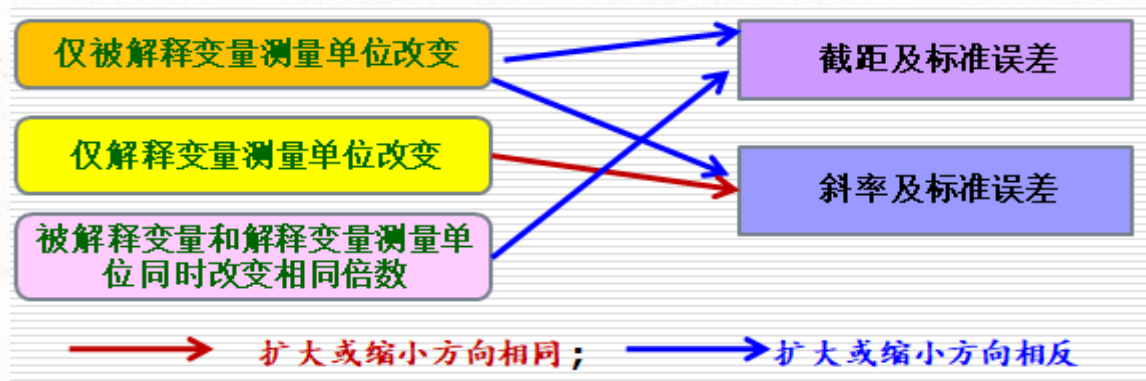 仅被解释变量测量单位改变
截距及标准误差
仅解释变量测量单位改变
斜率及标准误差
被解释变量和解释变量测量单
位同时改变相同倍数
扩大或缩小方向相同；
扩大或缩小方向相反